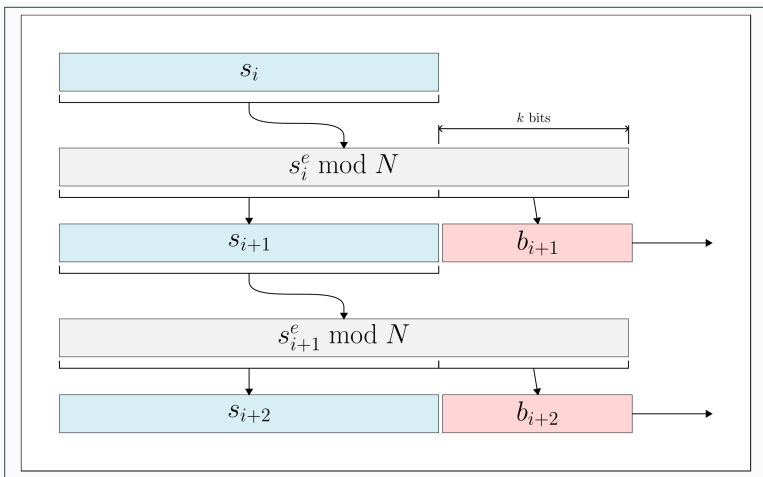 s_i
k bits
s_i^e mod N
s_{i+1} b_{i+1}
s_{i+1}^e mod N
s_{i+2} b_{i+2}